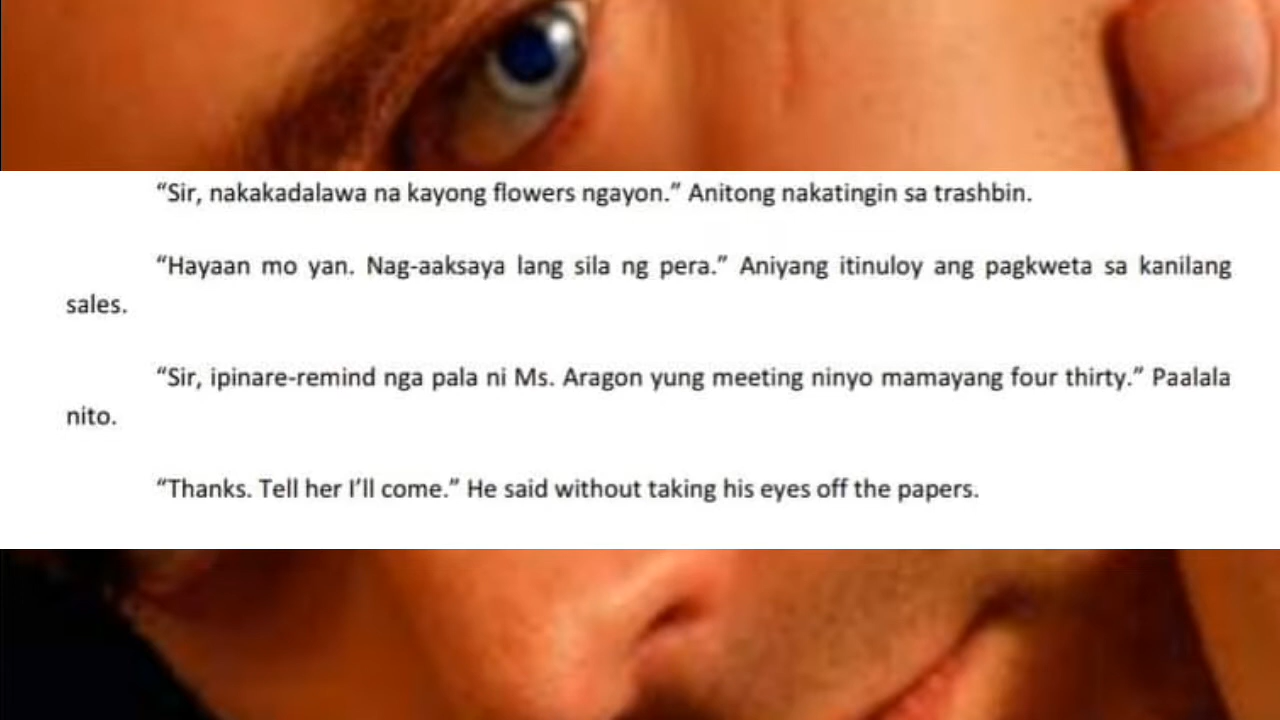 “Sir, nakakadalawa na kayong flowers ngayon.” Anitong nakatingin sa trashbin.
“Hayaan mo yan. Nag-aaksaya lang sila ng pera.” Aniyang itinuloy ang pagkweta sa kanilang
sales.
“Sir, ipinare-remind nga pala ni Ms. Aragon yung meeting ninyo mamayang four thirty.” Paalala
nito.
“Thanks. Tell her I’ll come.” He said without taking his eyes off the papers.